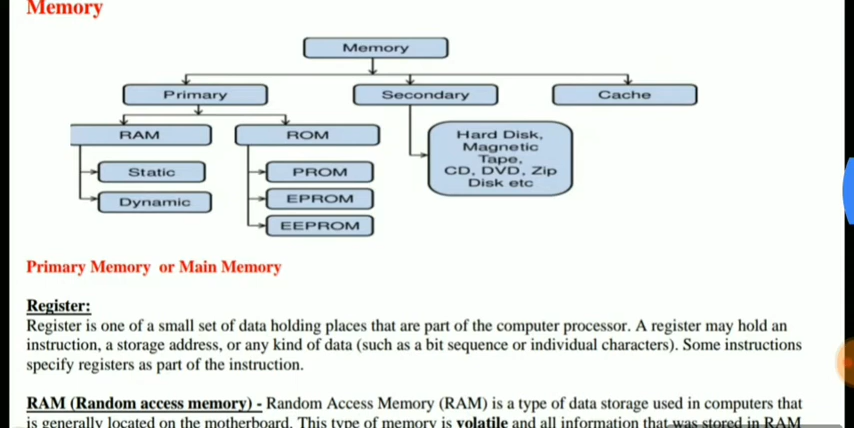 Memory
Memory
Primary
Secondary
Cache
RAM
ROM
Hard Disk,
Magnetic
Tape,
CD, DVD, Zip
Disk etc
Static
PROM
Dynamic
EPROM
EEPROM
Primary Memory or Main Memory
Register:
Register is one of a small set of data holding places that are part of the computer processor. A register may hold an
instruction, a storage address, or any kind of data (such as a bit sequence or individual characters). Some instructions
specify registers as part of the instruction.
RAM (Random access memory) - Random Access Memory (RAM) is a type of data storage used in computers that
is generally located on the motherboard. This type of memory is volatile and all information that was stored in RAM